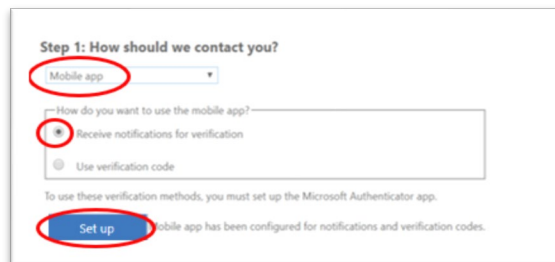 Step 1: How should we contact you?
Mobile app
How do you want to use the mobile app?
Receive notifications for verification
Use verification code
To use these verification methods, you must set up the Microsoft Authenticator app.
Set up Mobile app has been configured for notifications and verification codes.